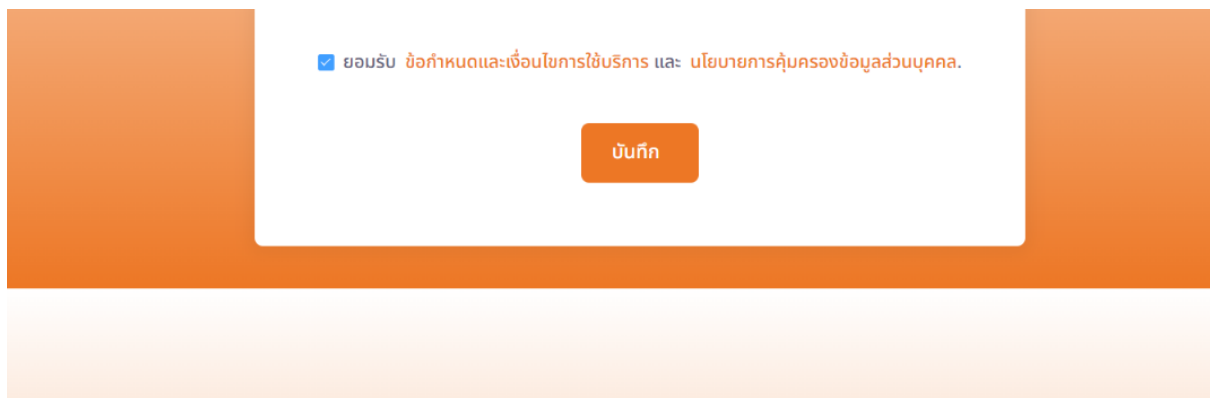 ยอมรับ ข้อกำหนดและเงื่อนไขการใช้บริการ และ นโยบายการคุ้มครองข้อมูลส่วนบุคคล.
บันทึก